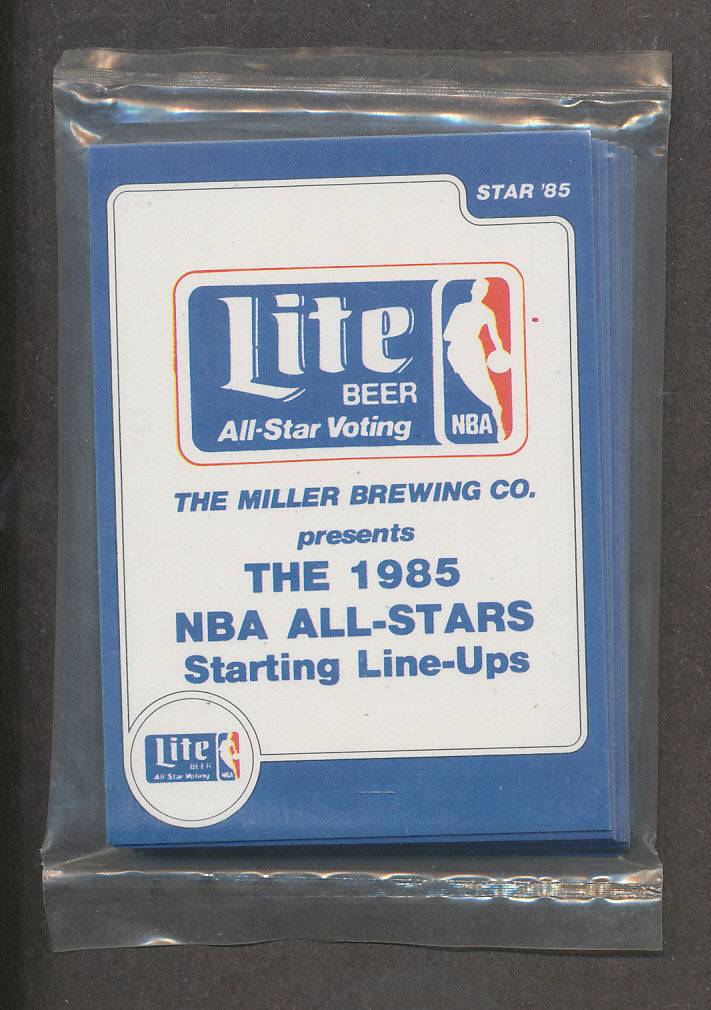 STAR '85
Lite
BEER
All-Star Voting
NBA
THE MILLER BREWING CO.
presents
THE 1985
NBA ALL-STARS
Starting Line-Ups
Lite
BEER
All Star Voting
NBA